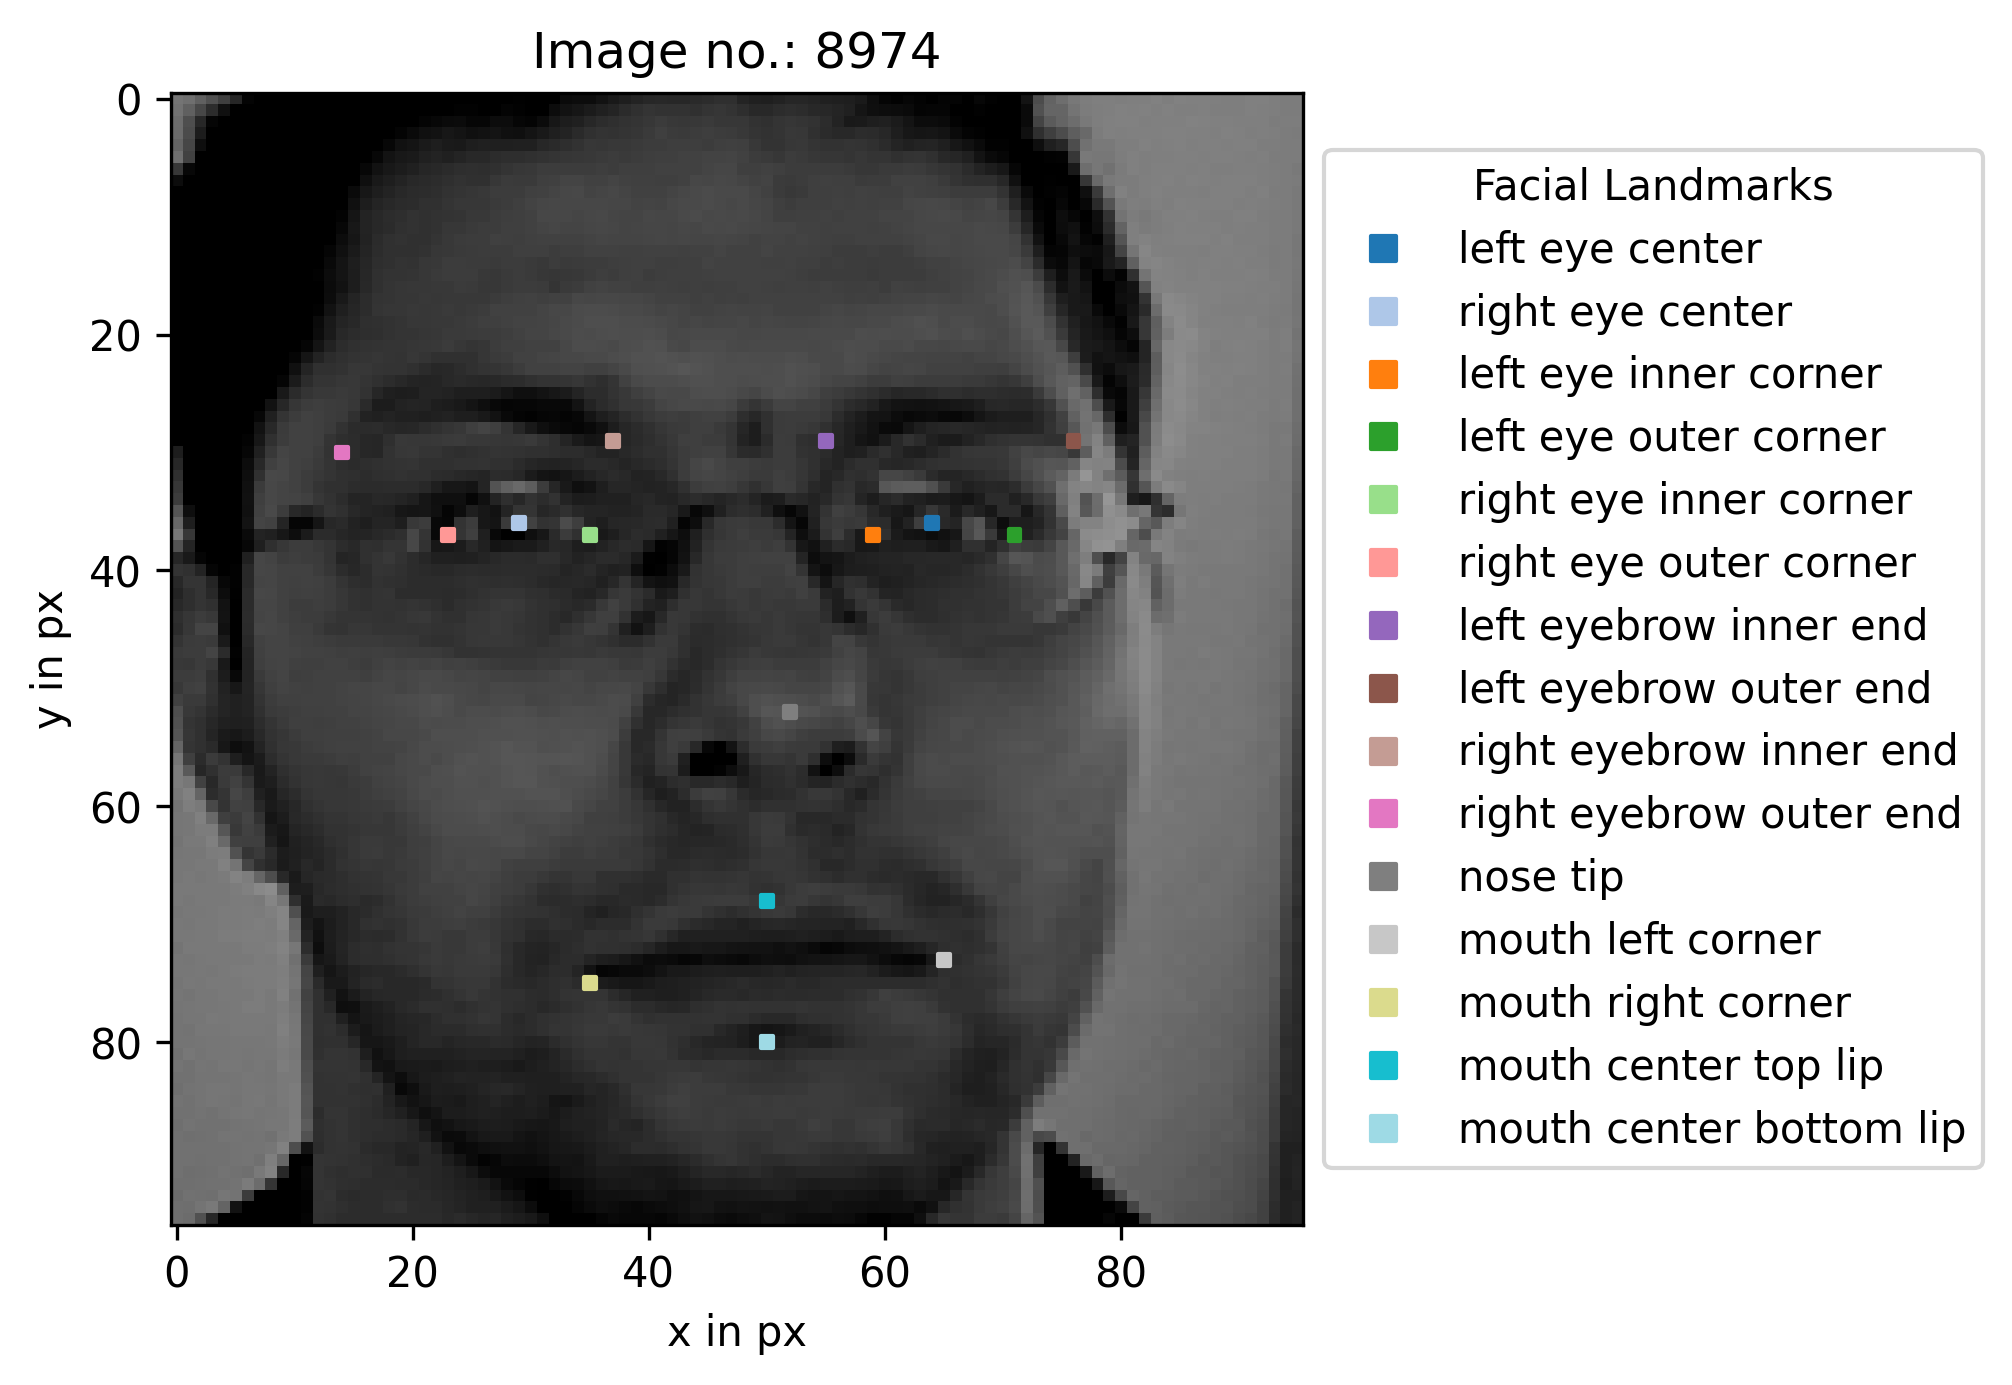 Image no.: 8974
0
20
40
60
80
y in px
0 20 40 60 80
x in px
Facial Landmarks
left eye center
right eye center
left eye inner corner
left eye outer corner
right eye inner corner
right eye outer corner
left eyebrow inner end
left eyebrow outer end
right eyebrow inner end
right eyebrow outer end
nose tip
mouth left corner
mouth right corner
mouth center top lip
mouth center bottom lip